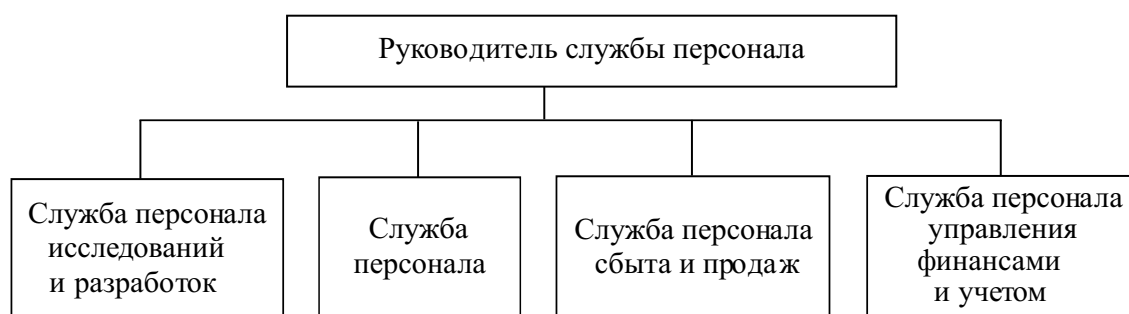 Руководитель службы персонала
Служба персонала
исследований
и разработок
Служба
персонала
Служба персонала
сбыта и продаж
Служба персонала
управления
финансами
и учетом